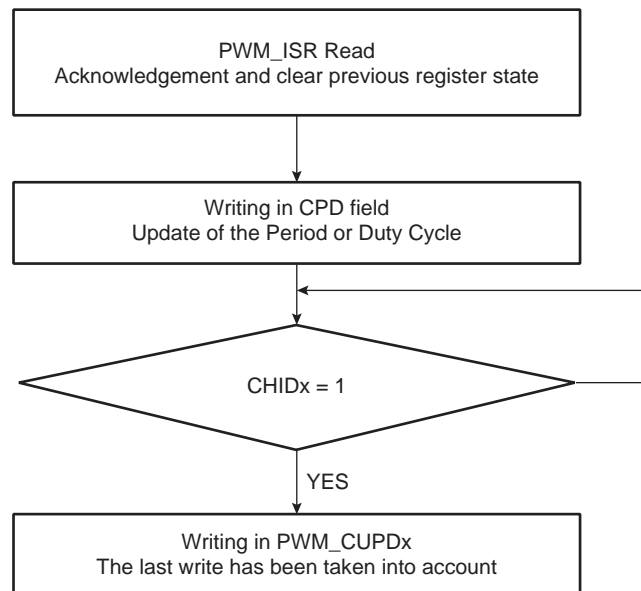 PWM_ISR Read
Acknowledgement and clear previous register state
Writing in CPD field
Update of the Period or Duty Cycle
CHIDx = 1
YES
Writing in PWM_CUPDx
The last write has been taken into account